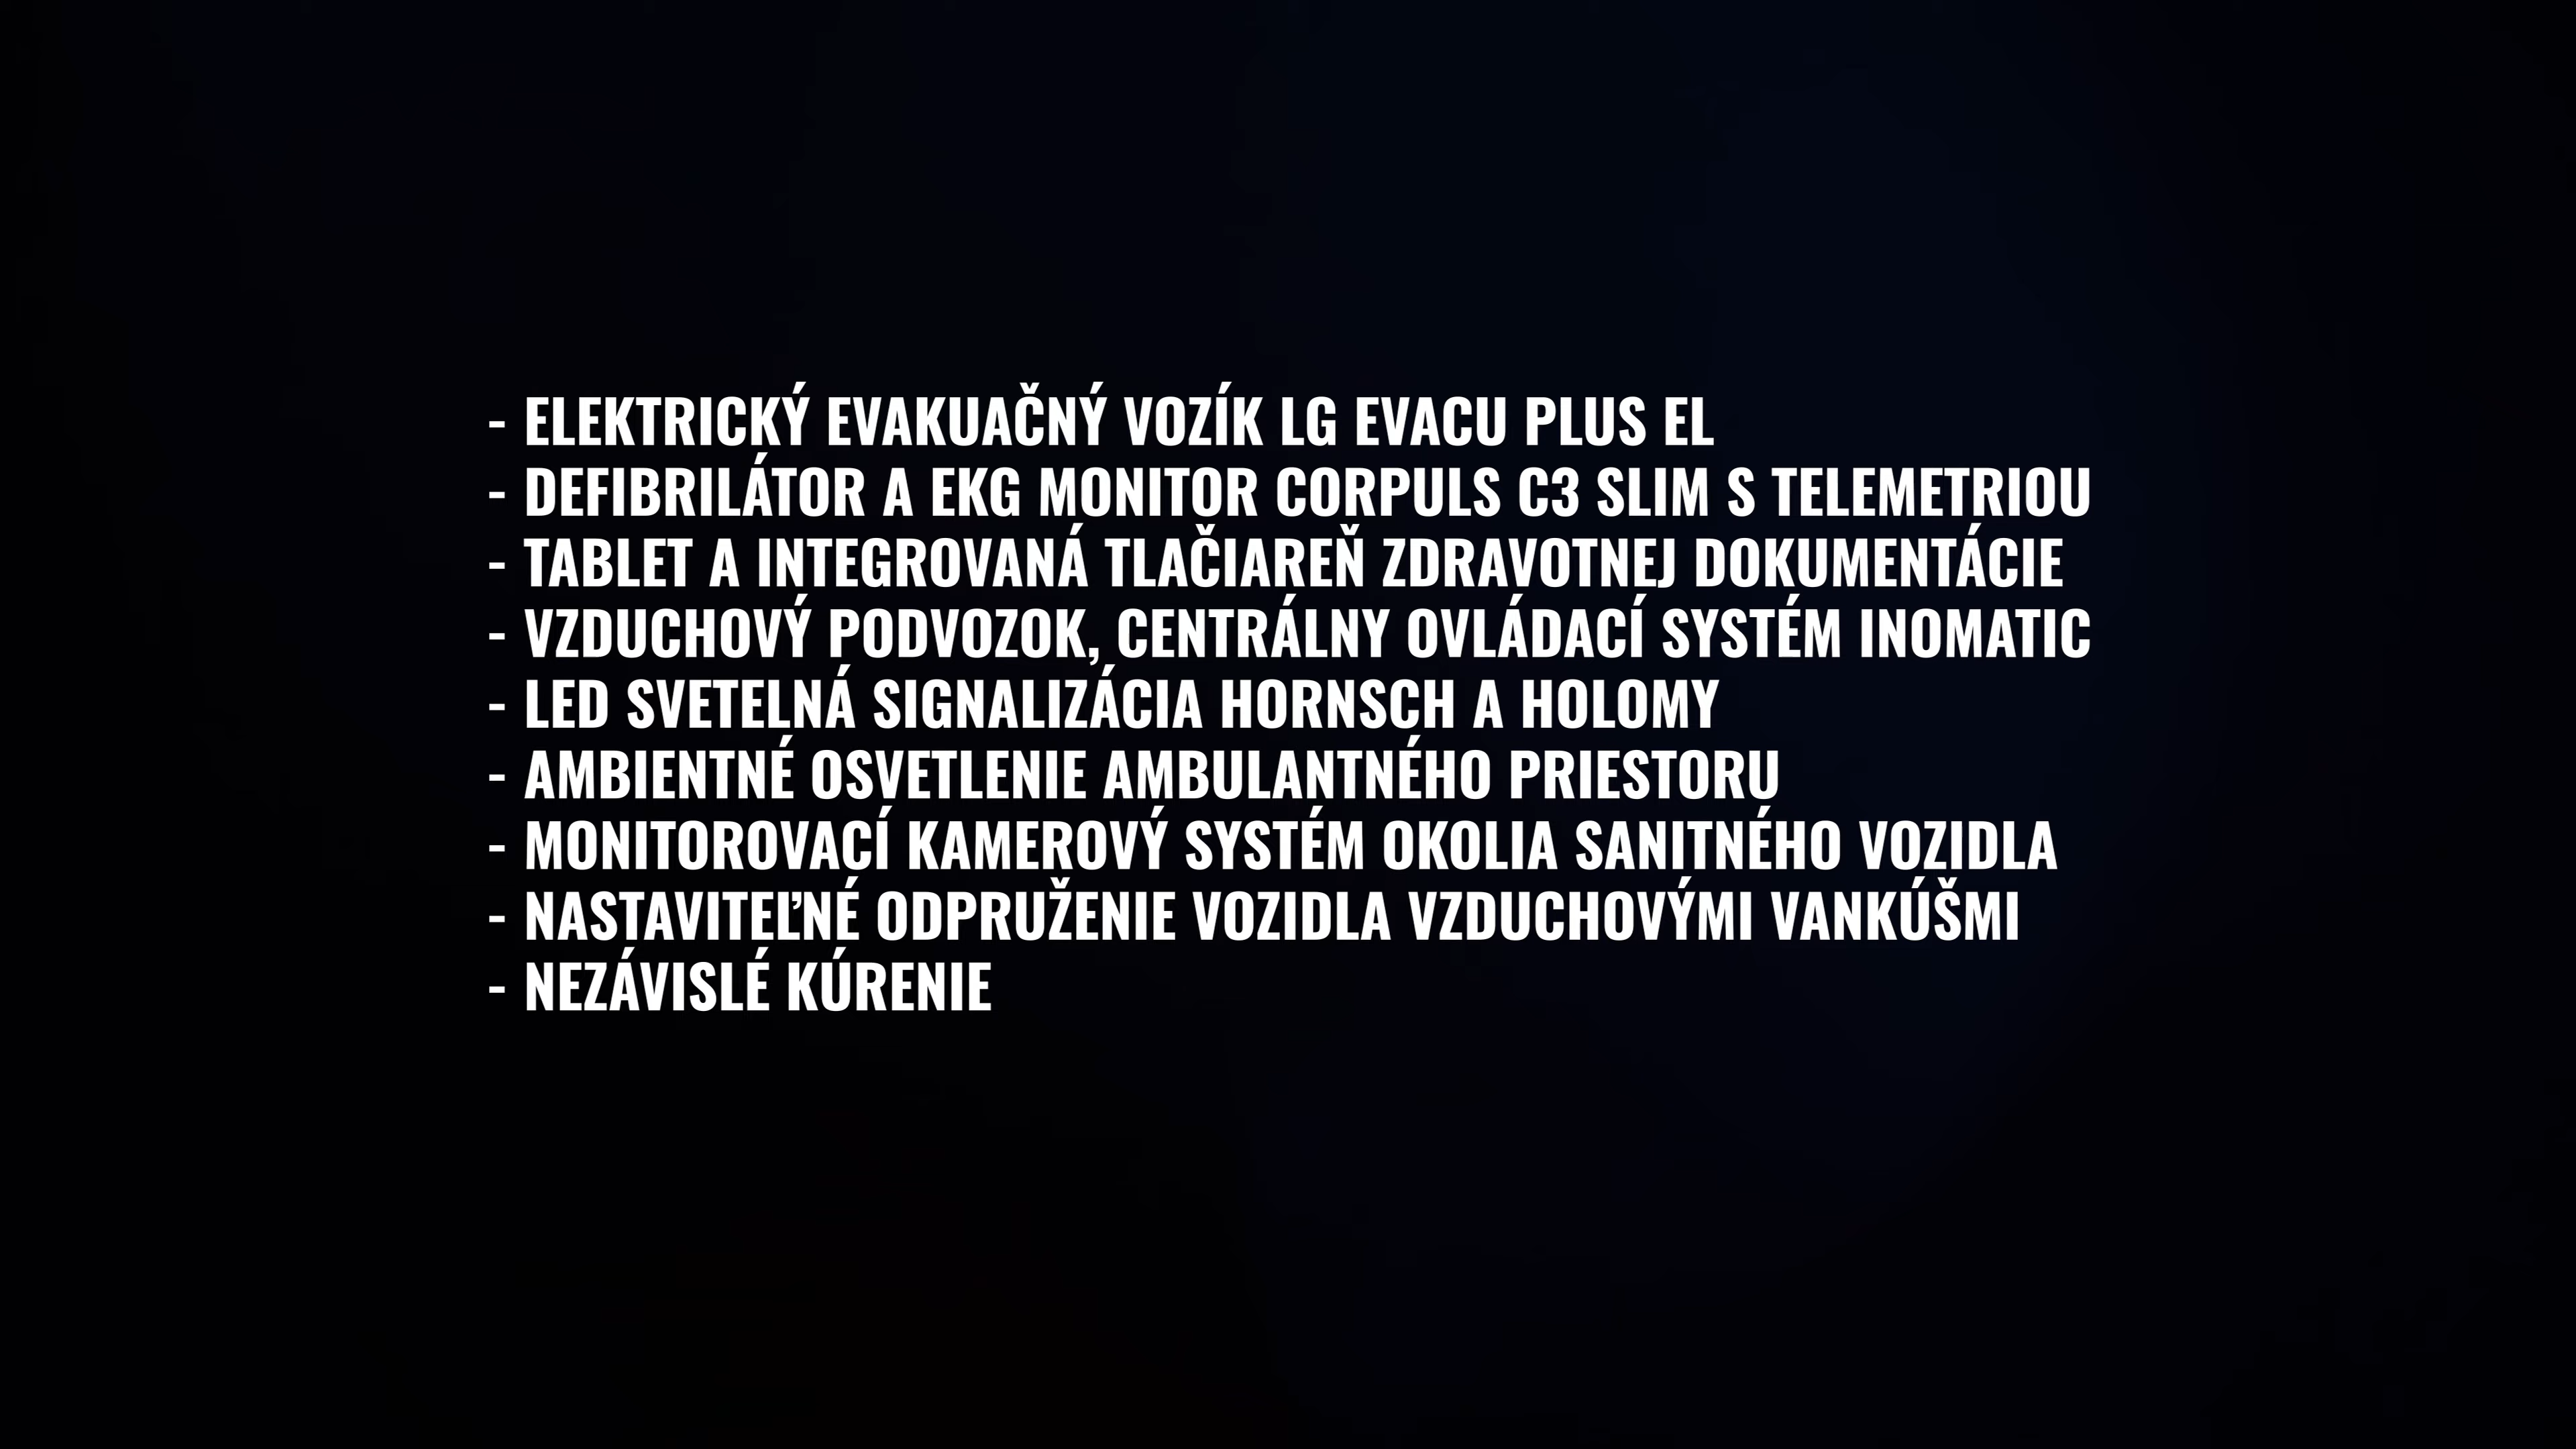 - ELEKTRICKÝ EVAKUAČNÝ VOZÍK LG EVACU PLUS EL
- DEFIBRILÁTOR A EKG MONITOR CORPULS C3 SLIM S TELEMETRIOU
- TABLET A INTEGROVANÁ TLAČIAREŇ ZDRAVOTNEJ DOKUMENTÁCIE
- VZDUCHOVÝ PODVOZOK, CENTRÁLNY OVLÁDACÍ SYSTÉM INOMATIC
- LED SVETELNÁ SIGNALIZÁCIA HORNSCH A HOLOMY
- AMBIENTNÉ OSVETLENIE AMBULANTNÉHO PRIESTORU
- MONITOROVACÍ KAMEROVÝ SYSTÉM OKOLIA SANITNÉHO VOZIDLA
- NASTAVITEĽNÉ ODPRUŽENIE VOZIDLA VZDUCHOVÝMI VANKÚŠMI
- NEZÁVISLÉ KÚRENIE